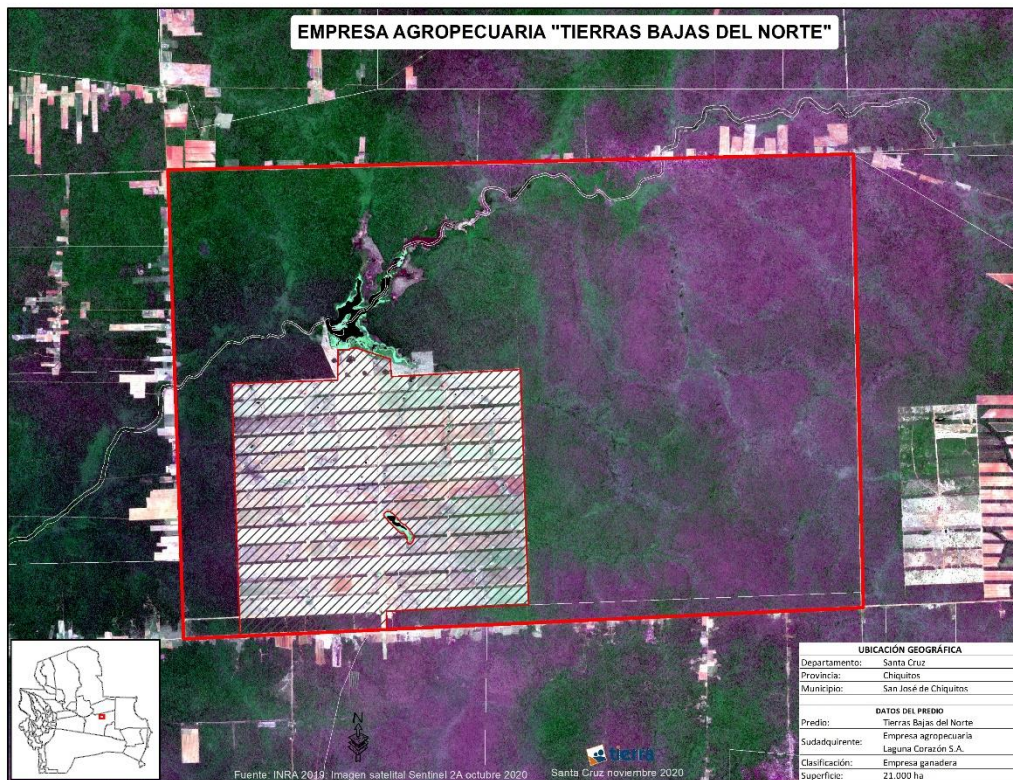 EMPRESA AGROPECUARIA "TIERRAS BAJAS DEL NORTE"
UBICACIÓN GEOGRÁFICA
Departamento: Santa Cruz
Provincia: Chiquitos
Municipio: San José de Chiquitos
DATOS DEL PREDIO
Predio: Tierras Bajas del Norte
Sudadquirente: Empresa agropecuaria
Laguna Corazón S.A.
Clasificación: Empresa ganadera
Superficie: 21.000 ha
N
tierra
Fuente: INRA 2019; Imagen satelital Sentinel 2A octubre 2020
Santa Cruz noviembre 2020